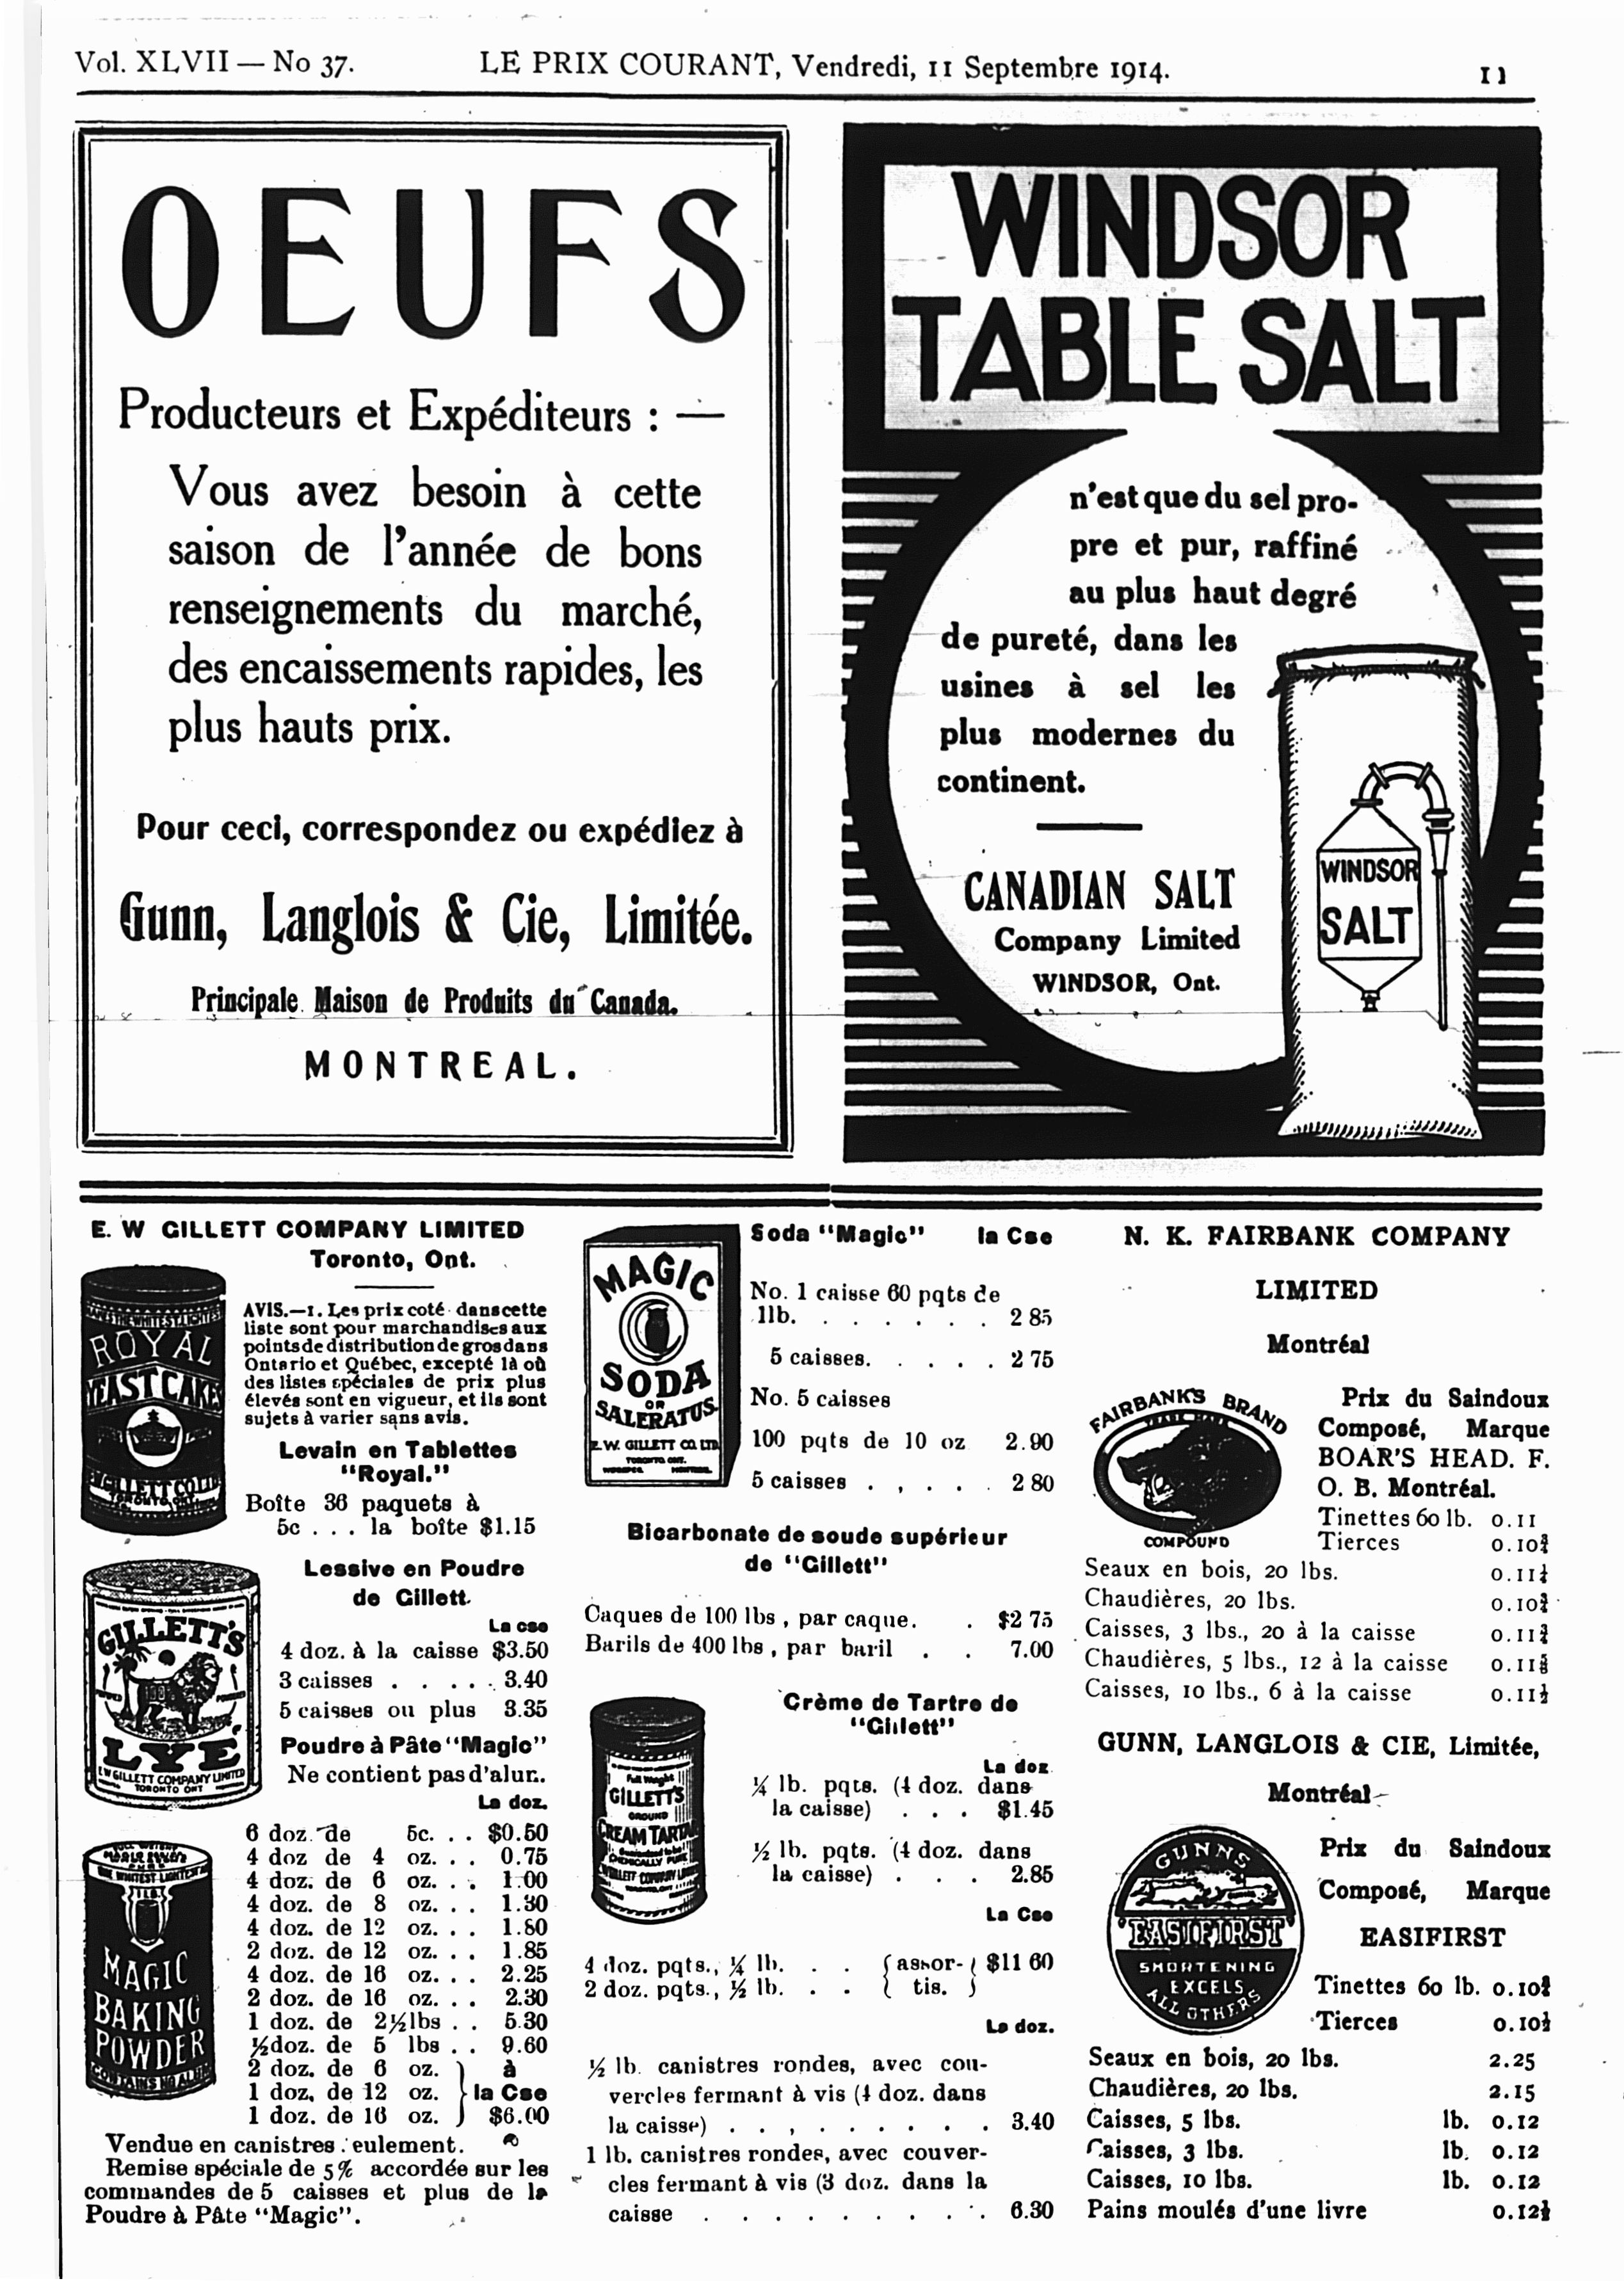 Vol. XLVII — No 37. LE PRIX COURANT, Vendredi, 11 Septembre 1914. 11
OEUFS
Producteurs et Expéditeurs : —
Vous avez besoin à cette
saison de l'année de bons
renseignements du marché,
des encaissements rapides, les
plus hauts prix.
Pour ceci, correspondez ou expédiez à
Gunn, Langlois & Cie, Limitée.
Principale Maison de Produits du Canada.
MONTREAL.
WINDSOR
TABLE SALT
n'est que du sel pro-
pre et pur, raffiné
au plus haut degré
de pureté, dans les
usines à sel les
plus modernes du
continent.
CANADIAN SALT
Company Limited
WINDSOR, Ont.
WINDSOR
SALT
E. W GILLETT COMPANY LIMITED
Toronto, Ont.
ROYAL
YEAST CAKES
E.W. GILLETT CO. LTD.
TORONTO, ONT.
AVIS.—1. Les prix coté dans cette
liste sont pour marchandises aux
points de distribution de gros dans
Ontario et Québec, excepté là où
des listes spéciales de prix plus
élevés sont en vigueur, et ils sont
sujets à varier sans avis.
Levain en Tablettes
"Royal."
Boîte 36 paquets à
5c . . . la boîte $1.15
GILLETT'S
LYE
E.W. GILLETT COMPANY LIMITED
TORONTO ONT
Lessive en Poudre
de Gillett.
La cse
4 doz. à la caisse $3.50
3 caisses . . . . . 3.40
5 caisses ou plus 3.35
Poudre à Pâte "Magic"
Ne contient pas d'alun.
La doz.
MAGIC
BAKING
POWDER
CONTAINS NO ALUM
6 doz. de 5c. . . $0.50
4 doz de 4 oz. . . 0.75
4 doz. de 6 oz. . . 1.00
4 doz. de 8 oz. . . 1.30
4 doz. de 12 oz. . . 1.80
2 doz. de 12 oz. . . 1.85
4 doz. de 16 oz. . . 2.25
2 doz. de 16 oz. . . 2.30
1 doz. de 2½ lbs . . 5.30
½ doz. de 5 lbs . . 9.60
2 doz. de 6 oz. } à
1 doz. de 12 oz. } la Cse
1 doz. de 16 oz. } $6.00
Vendue en canistres seulement.
Remise spéciale de 5% accordée sur les
commandes de 5 caisses et plus de la
Poudre à Pâte "Magic".
MAGIC
SODA
OR
SALERATUS
E.W. GILLETT CO. LTD.
TORONTO. ONT.
WINNIPEG. MONTREAL.
Soda "Magic" la Cse
No. 1 caisse 60 pqts de
1lb. . . . . . . 2 85
5 caisses. . . . . 2 75
No. 5 caisses
100 pqts de 10 oz 2.90
5 caisses . . . . . 2 80
Bicarbonate de soude supérieur
de "Gillett"
Caques de 100 lbs, par caque. . $2 75
Barils de 400 lbs, par baril . . 7.00
GILLETT'S
GROUND
CREAM TARTAR
CHEMICALLY PURE
Crème de Tartre de
"Gillett"
La doz
¼ lb. pqts. (4 doz. dans
la caisse) . . . $1.45
½ lb. pqts. (4 doz. dans
la caisse) . . . 2.85
La Cse
4 doz. pqts., ¼ lb. . . { assor- } $11 60
2 doz. pqts., ½ lb. . . { tis. }
La doz.
½ lb. canistres rondes, avec cou-
vercles fermant à vis (4 doz. dans
la caisse) . . . . . . . . . 3.40
1 lb. canistres rondes, avec couver-
cles fermant à vis (3 doz. dans la
caisse . . . . . . . . . 6.30
N. K. FAIRBANK COMPANY
LIMITED
Montréal
FAIRBANK'S BRAND
TRADE MARK
COMPOUND
Prix du Saindoux
Composé, Marque
BOAR'S HEAD. F.
O. B. Montréal.
Tinettes 60 lb. 0.11
Tierces 0.10¾
Seaux en bois, 20 lbs. 0.11¼
Chaudières, 20 lbs. 0.10¾
Caisses, 3 lbs., 20 à la caisse
Chaudières, 5 lbs., 12 à la caisse
Caisses, 10 lbs., 6 à la caisse 0.11½
GUNN, LANGLOIS & CIE, Limitée,
Montréal
GUNNS
"EASIFIRST"
SHORTENING
EXCELS
ALL OTHERS
Prix du Saindoux
Composé, Marque
EASIFIRST
Tinettes 60 lb.
Tierces 0.10½
Seaux en bois, 20 lbs. 2.25
Chaudières, 20 lbs. 2.15
Caisses, 5 lbs. lb. 0.12
Caisses, 3 lbs. lb. 0.12
Caisses, 10 lbs. lb. 0.12
Pains moulés d'une livre